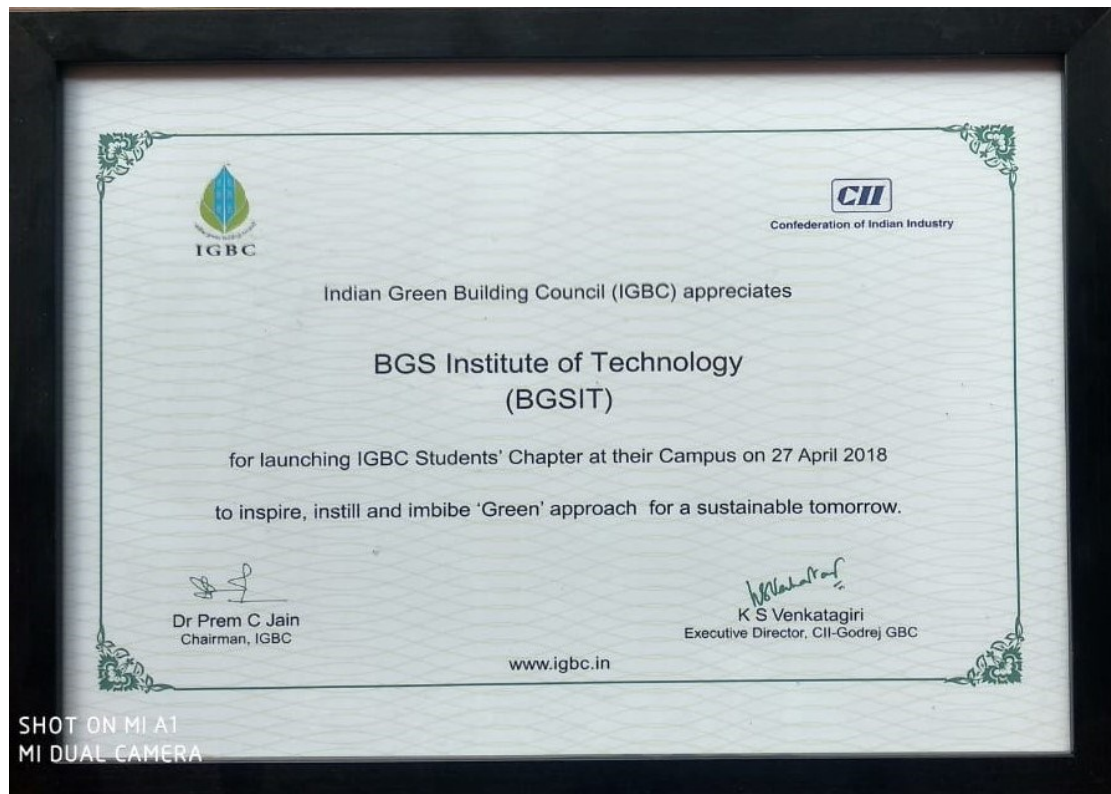 IGBC
CII
Confederation of Indian Industry
Indian Green Building Council (IGBC) appreciates
BGS Institute of Technology
(BGSIT)
for launching IGBC Students' Chapter at their Campus on 27 April 2018
to inspire, instill and imbibe 'Green' approach for a sustainable tomorrow.
Dr Prem C Jain
Chairman, IGBC
K S Venkatagiri
Executive Director, CII-Godrej GBC
www.igbc.in
SHOT ON MI A1
MI DUAL CAMERA